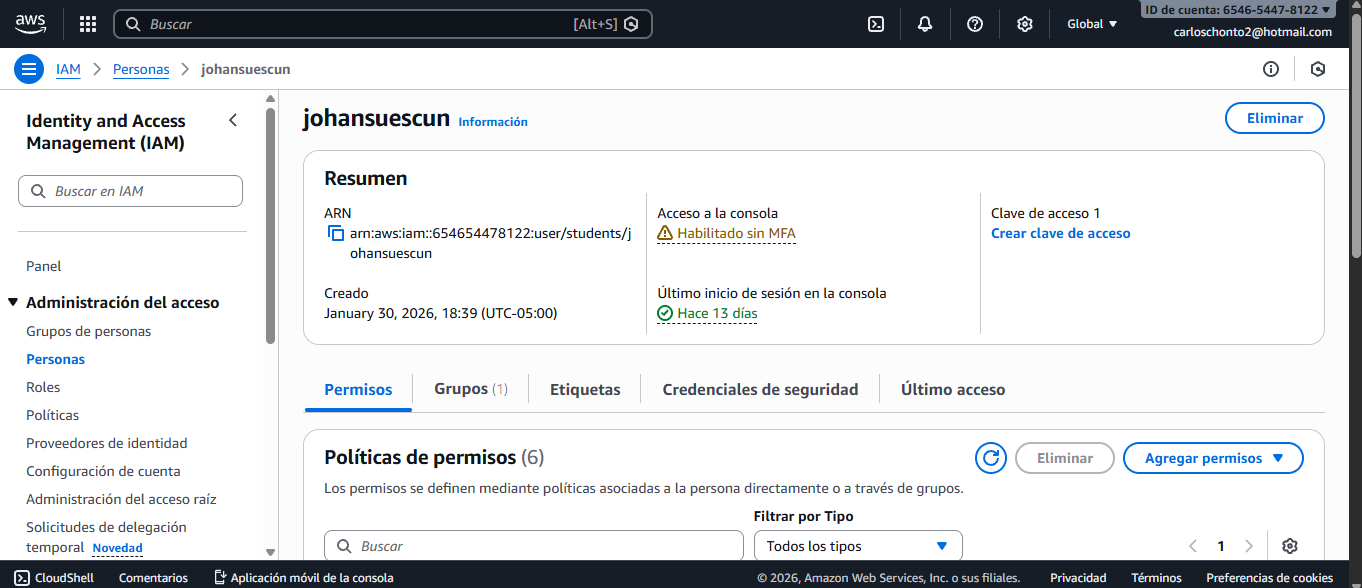 aws
Buscar
[Alt+S]
Global
ID de cuenta: 6546-5447-8122
carloschonto2@hotmail.com
IAM
Personas
johansuescun
Identity and Access
Management (IAM)
Buscar en IAM
Panel
Administración del acceso
Grupos de personas
Personas
Roles
Políticas
Proveedores de identidad
Configuración de cuenta
Administración del acceso raíz
Solicitudes de delegación
temporal Novedad
johansuescun Información
Eliminar
Resumen
ARN
arn:aws:iam::654654478122:user/students/j
ohansuescun
Creado
January 30, 2026, 18:39 (UTC-05:00)
Acceso a la consola
Habilitado sin MFA
Último inicio de sesión en la consola
Hace 13 días
Clave de acceso 1
Crear clave de acceso
Permisos
Grupos (1)
Etiquetas
Credenciales de seguridad
Último acceso
Políticas de permisos (6)
Eliminar
Agregar permisos
Los permisos se definen mediante políticas asociadas a la persona directamente o a través de grupos.
Filtrar por Tipo
Buscar
Todos los tipos
1
CloudShell
Comentarios
Aplicación móvil de la consola
© 2026, Amazon Web Services, Inc. o sus filiales.
Privacidad
Términos
Preferencias de cookies